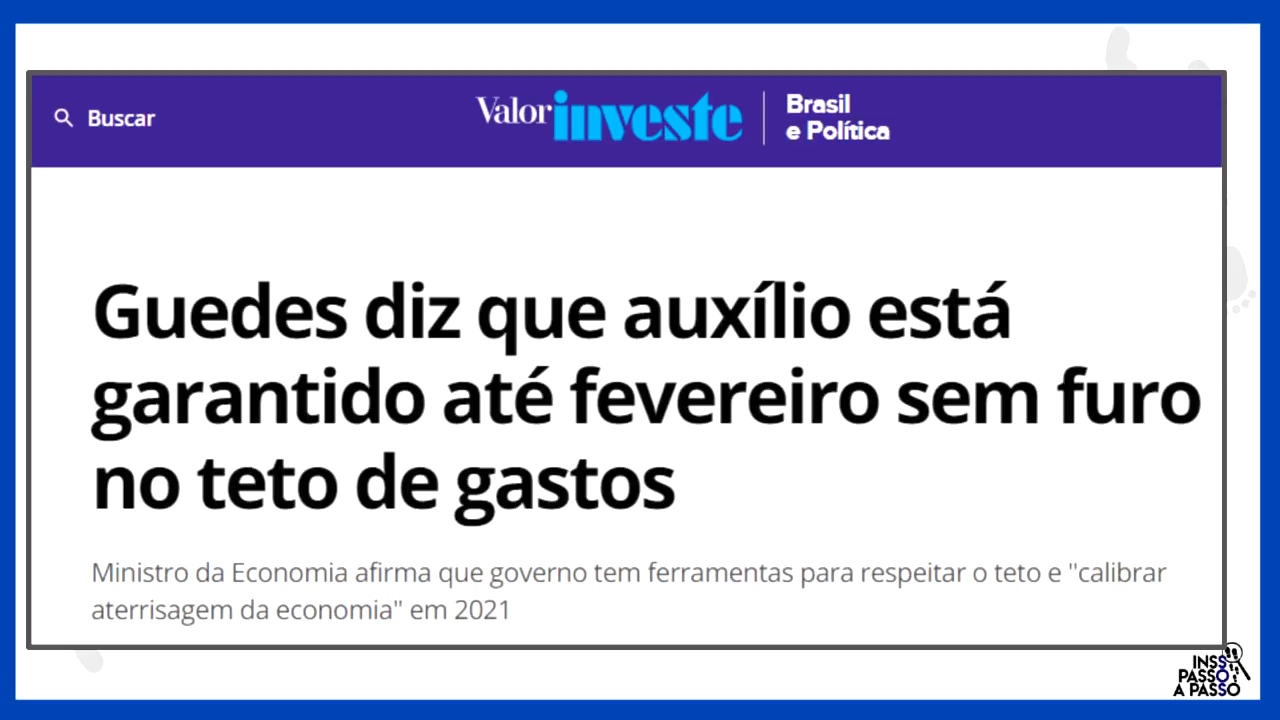 Buscar
Valor investe
Brasil
e Política
Guedes diz que auxílio está
garantido até fevereiro sem furo
no teto de gastos
Ministro da Economia afirma que governo tem ferramentas para respeitar o teto e "calibrar
aterrisagem da economia" em 2021
INSS
PASSO
A PASSO